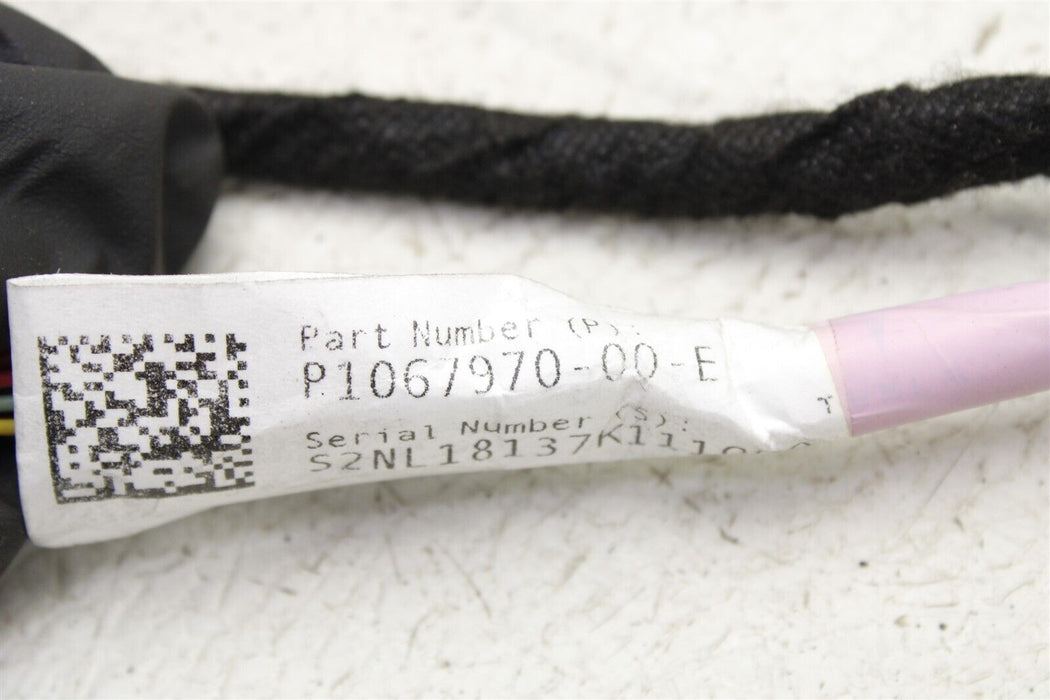 Part Number (P):
P1067970-00-E
Serial Number (S):